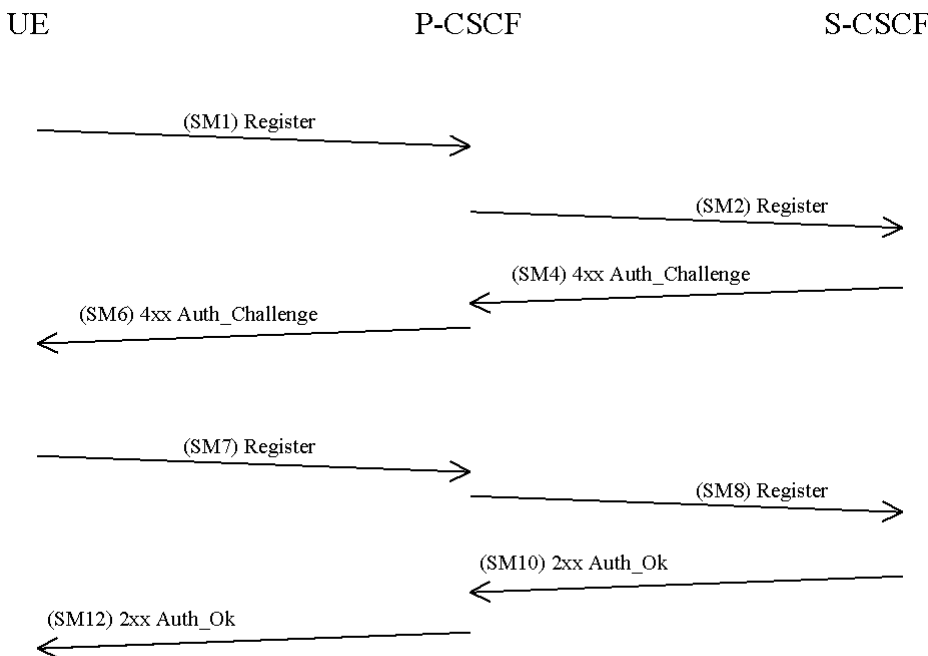 UE P-CSCF S-CSCF
(SM1) Register
(SM2) Register
(SM4) 4xx Auth_Challenge
(SM6) 4xx Auth_Challenge
(SM7) Register
(SM8) Register
(SM10) 2xx Auth_Ok
(SM12) 2xx Auth_Ok